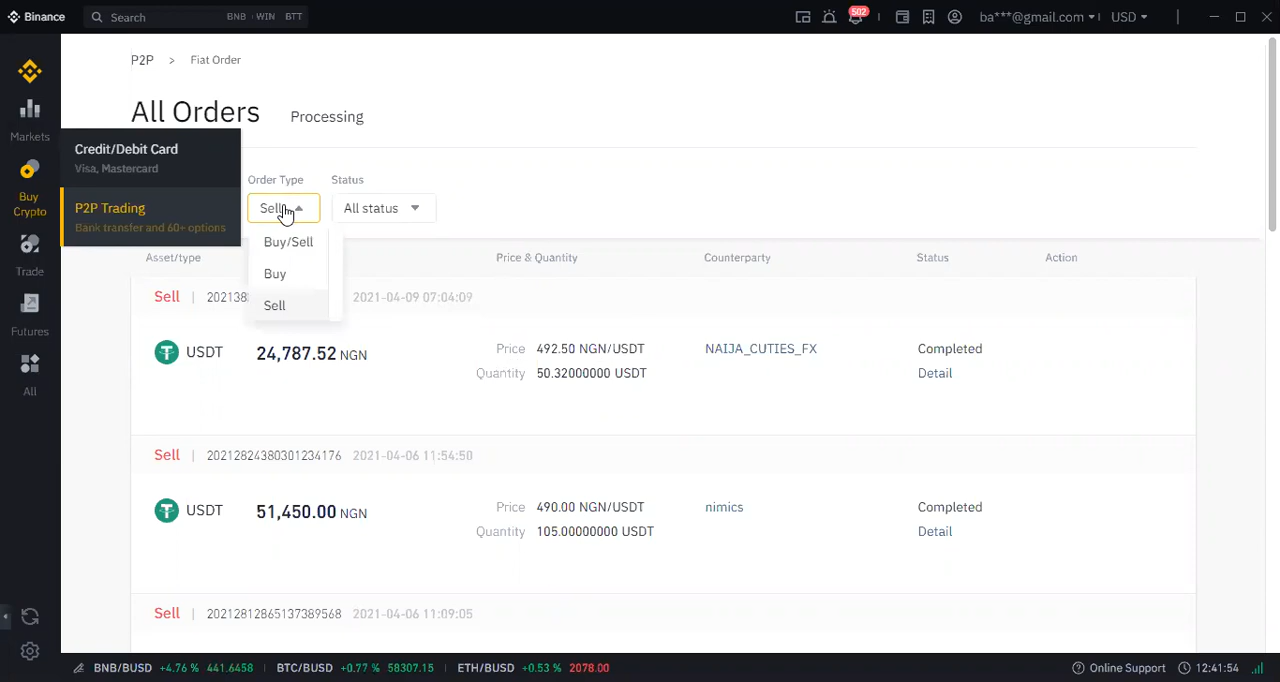 Binance
Search BNB · WIN BTT
502
ba***@gmail.com
USD
P2P > Fiat Order
All Orders Processing
Markets
Buy
Crypto
Trade
Futures
All
Credit/Debit Card
Visa, Mastercard
P2P Trading
Bank transfer and 60+ options
Order Type Status
Sell All status
Buy/Sell
Buy
Sell
Asset/type Price & Quantity Counterparty Status Action
Sell | 202138 2021-04-09 07:04:09
USDT 24,787.52 NGN Price 492.50 NGN/USDT NAIJA_CUTIES_FX Completed
Quantity 50.32000000 USDT Detail
Sell | 20212824380301234176 2021-04-06 11:54:50
USDT 51,450.00 NGN Price 490.00 NGN/USDT nimics Completed
Quantity 105.00000000 USDT Detail
Sell | 20212812865137389568 2021-04-06 11:09:05
BNB/BUSD +4.76 % 441.6458 BTC/BUSD +0.77 % 58307.15 ETH/BUSD +0.53 % 2078.00 Online Support 12:41:54